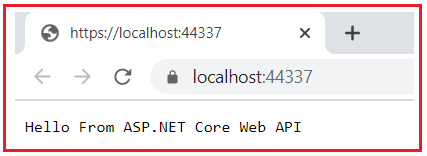 https://localhost:44337
localhost:44337
Hello From ASP.NET Core Web API